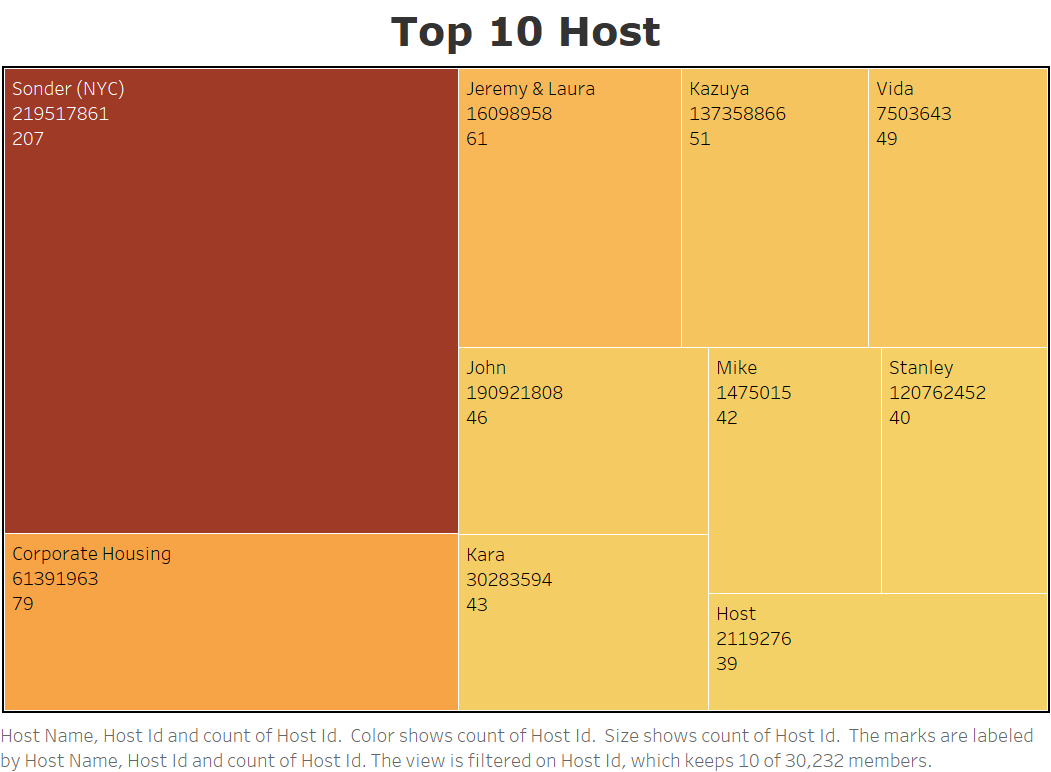 Top 10 Host
Sonder (NYC)
219517861
207
Jeremy & Laura
16098958
61
Kazuya
137358866
51
Vida
7503643
49
John
190921808
46
Mike
1475015
42
Stanley
120762452
40
Corporate Housing
61391963
79
Kara
30283594
43
Host
2119276
39
Host Name, Host Id and count of Host Id.  Color shows count of Host Id.  Size shows count of Host Id.  The marks are labeled
by Host Name, Host Id and count of Host Id. The view is filtered on Host Id, which keeps 10 of 30,232 members.